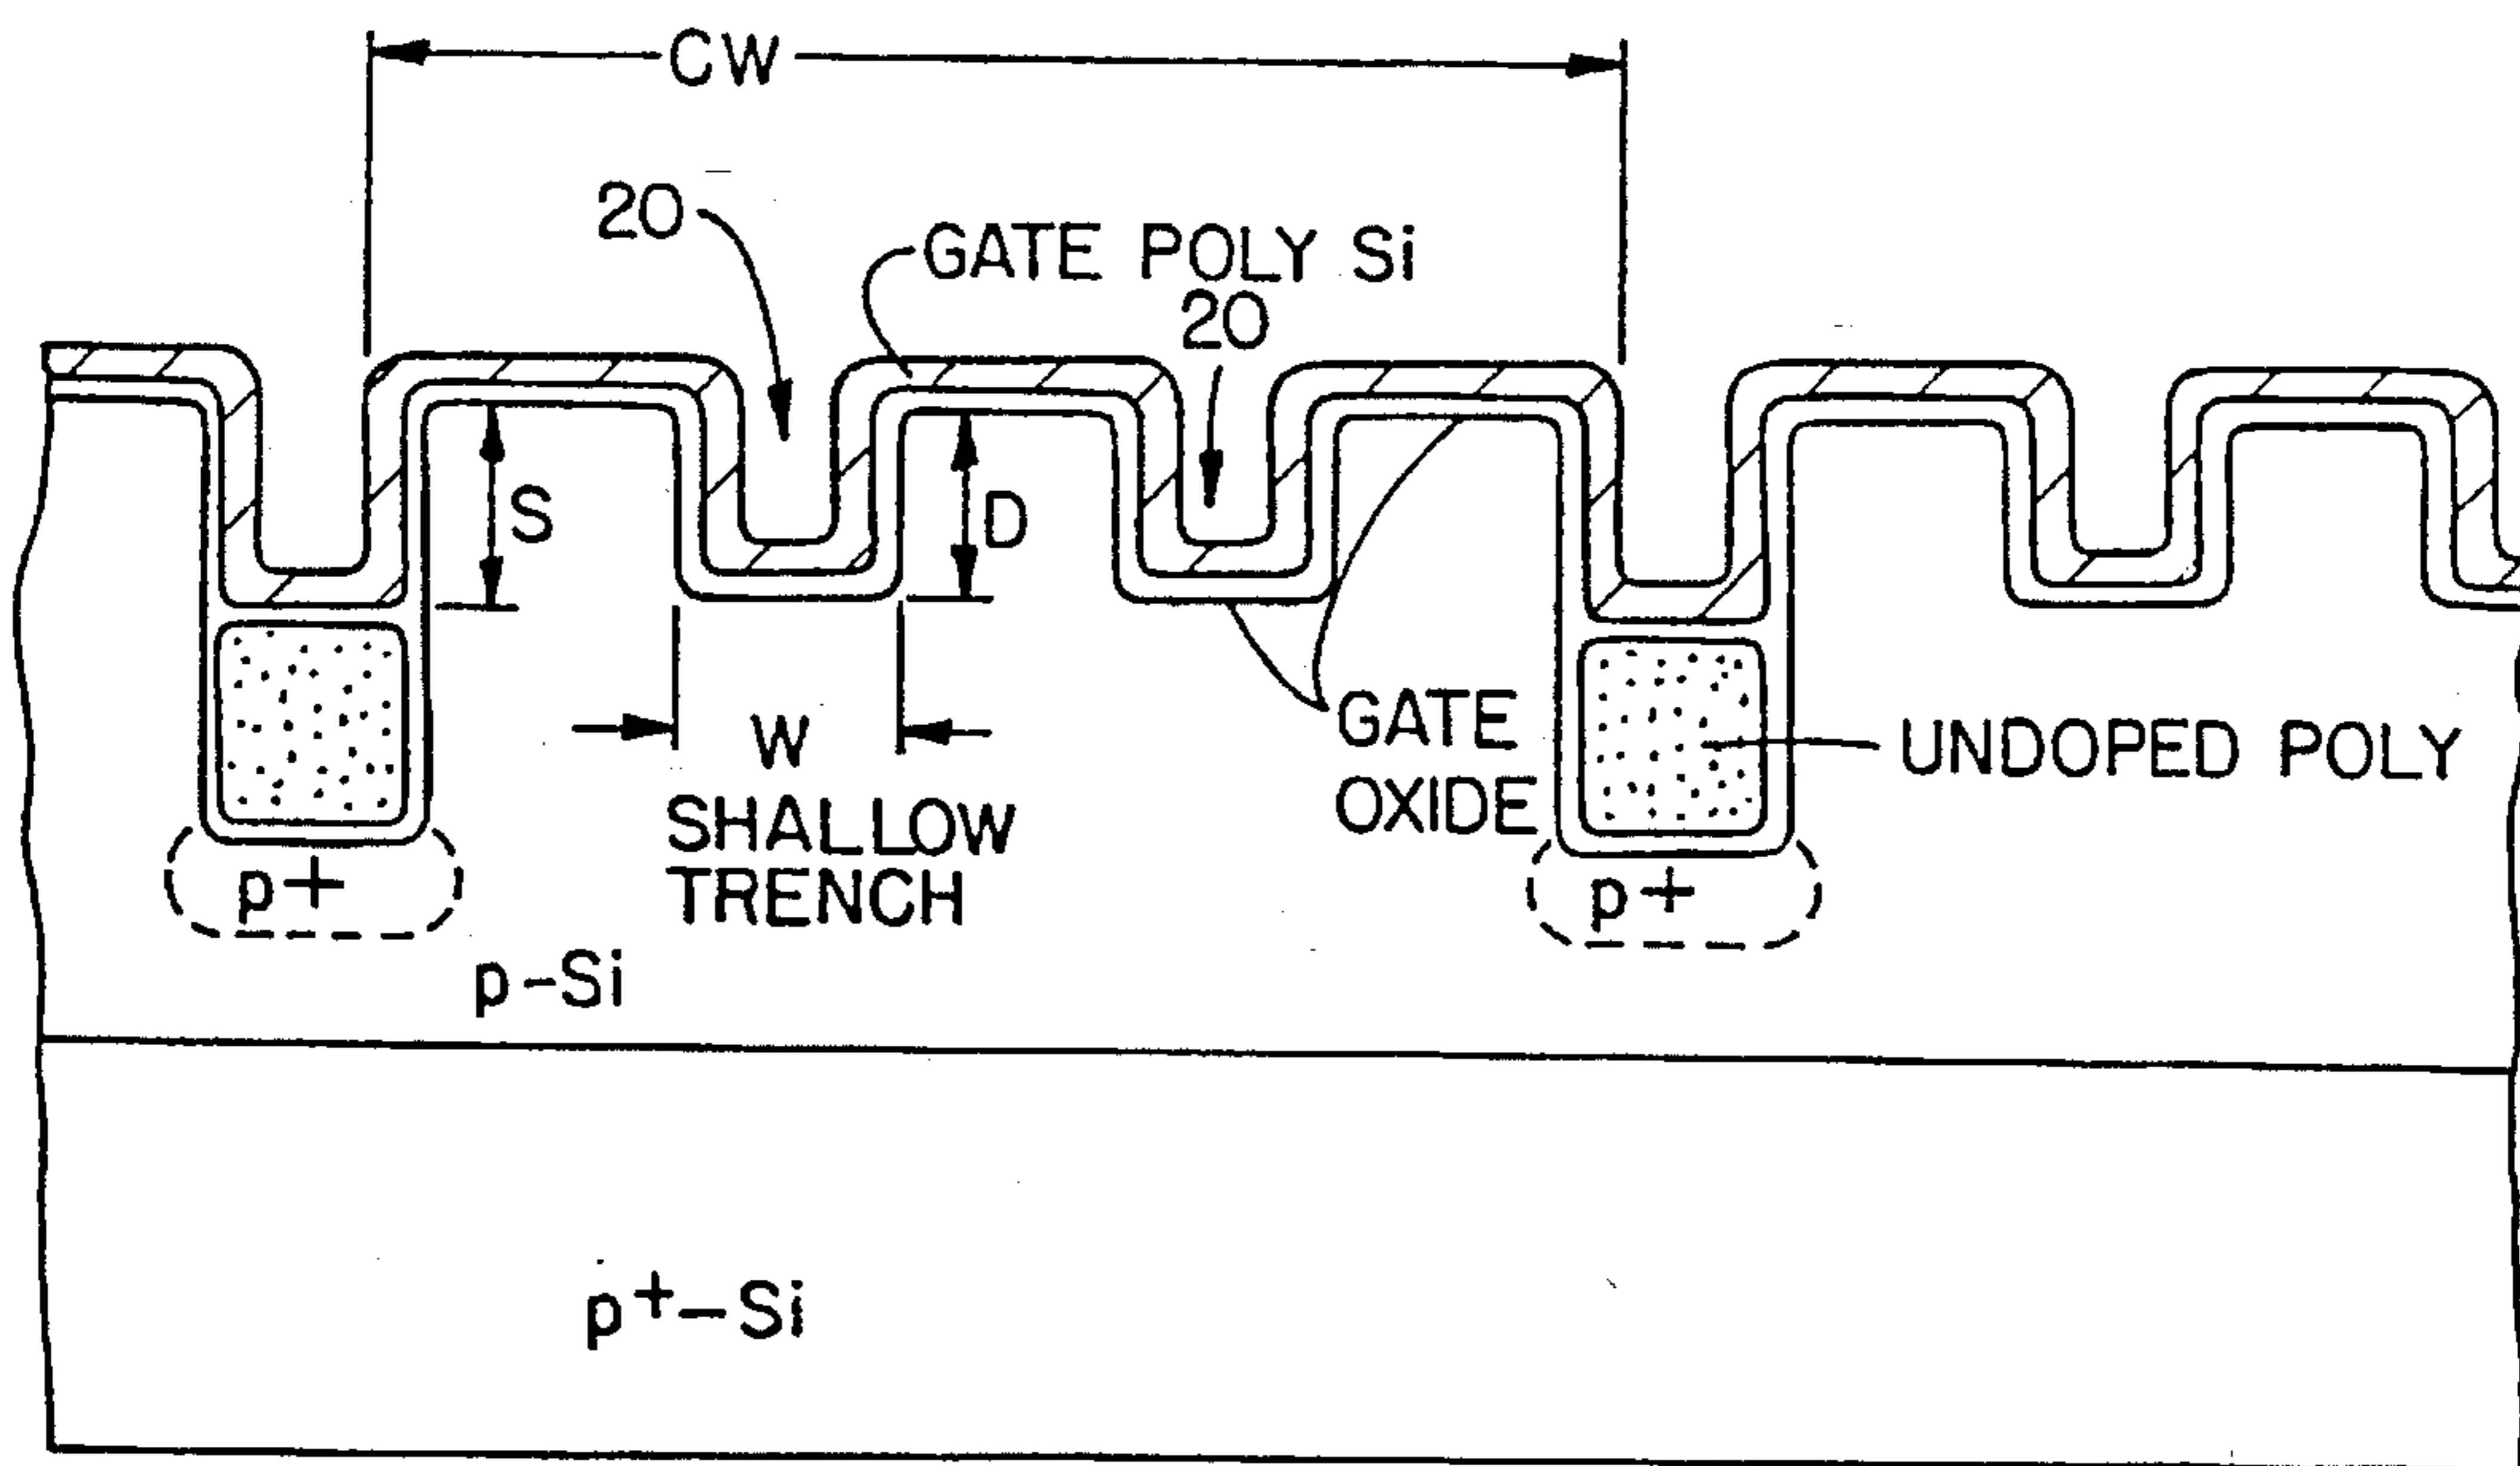 CW
20
GATE POLY Si
20
S
D
W
SHALLOW
TRENCH
GATE
OXIDE
UNDOPED POLY
p+
p+
p-Si
p+-Si